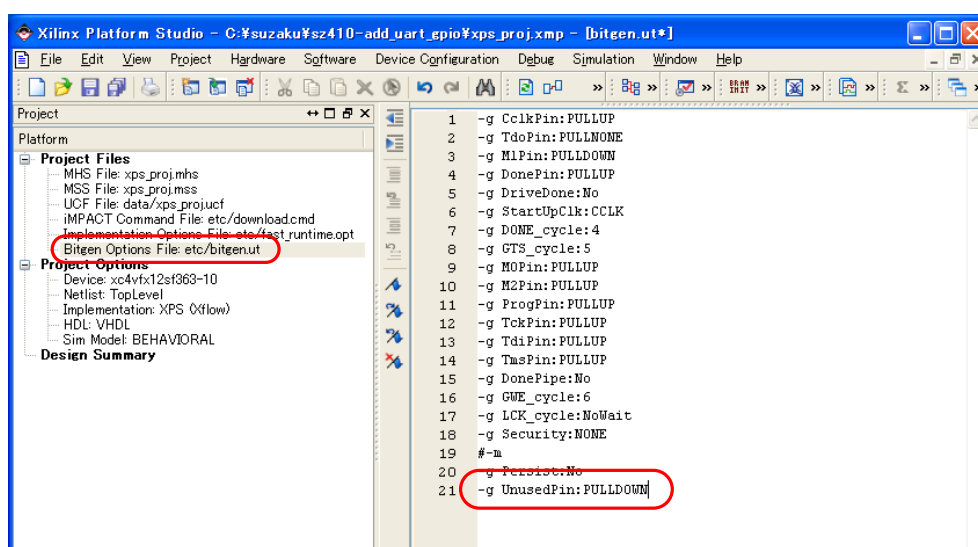 Xilinx Platform Studio - C:¥suzaku¥sz410-add_uart_gpio¥xps_proj.xmp - [bitgen.ut*]
File Edit View Project Hardware Software Device Configuration Debug Simulation Window Help
Project
Platform
Project Files
MHS File: xps_proj.mhs
MSS File: xps_proj.mss
UCF File: data/xps_proj.ucf
iMPACT Command File: etc/download.cmd
Implementation Options File: etc/fast_runtime.opt
Bitgen Options File: etc/bitgen.ut
Project Options
Device: xc4vfx12sf363-10
Netlist: TopLevel
Implementation: XPS (Xflow)
HDL: VHDL
Sim Model: BEHAVIORAL
Design Summary
1 -g CclkPin:PULLUP
2 -g TdoPin:PULLNONE
3 -g M1Pin:PULLDOWN
4 -g DonePin:PULLUP
5 -g DriveDone:No
6 -g StartUpClk:CCLK
7 -g DONE_cycle:4
8 -g GTS_cycle:5
9 -g M0Pin:PULLUP
10 -g M2Pin:PULLUP
11 -g ProgPin:PULLUP
12 -g TckPin:PULLUP
13 -g TdiPin:PULLUP
14 -g TmsPin:PULLUP
15 -g DonePipe:No
16 -g GWE_cycle:6
17 -g LCK_cycle:NoWait
18 -g Security:NONE
19 #-m
20 -g Persist:No
21 -g UnusedPin:PULLDOWN